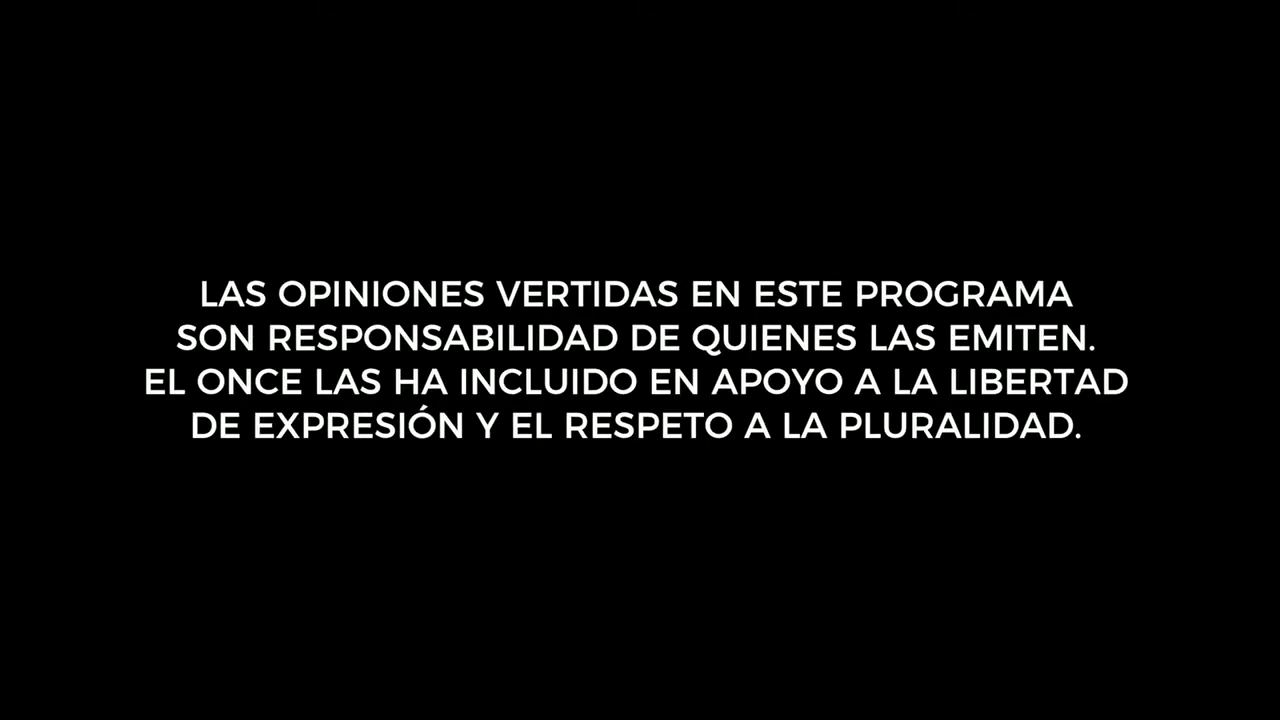 LAS OPINIONES VERTIDAS EN ESTE PROGRAMA
SON RESPONSABILIDAD DE QUIENES LAS EMITEN.
EL ONCE LAS HA INCLUIDO EN APOYO A LA LIBERTAD
DE EXPRESIÓN Y EL RESPETO A LA PLURALIDAD.